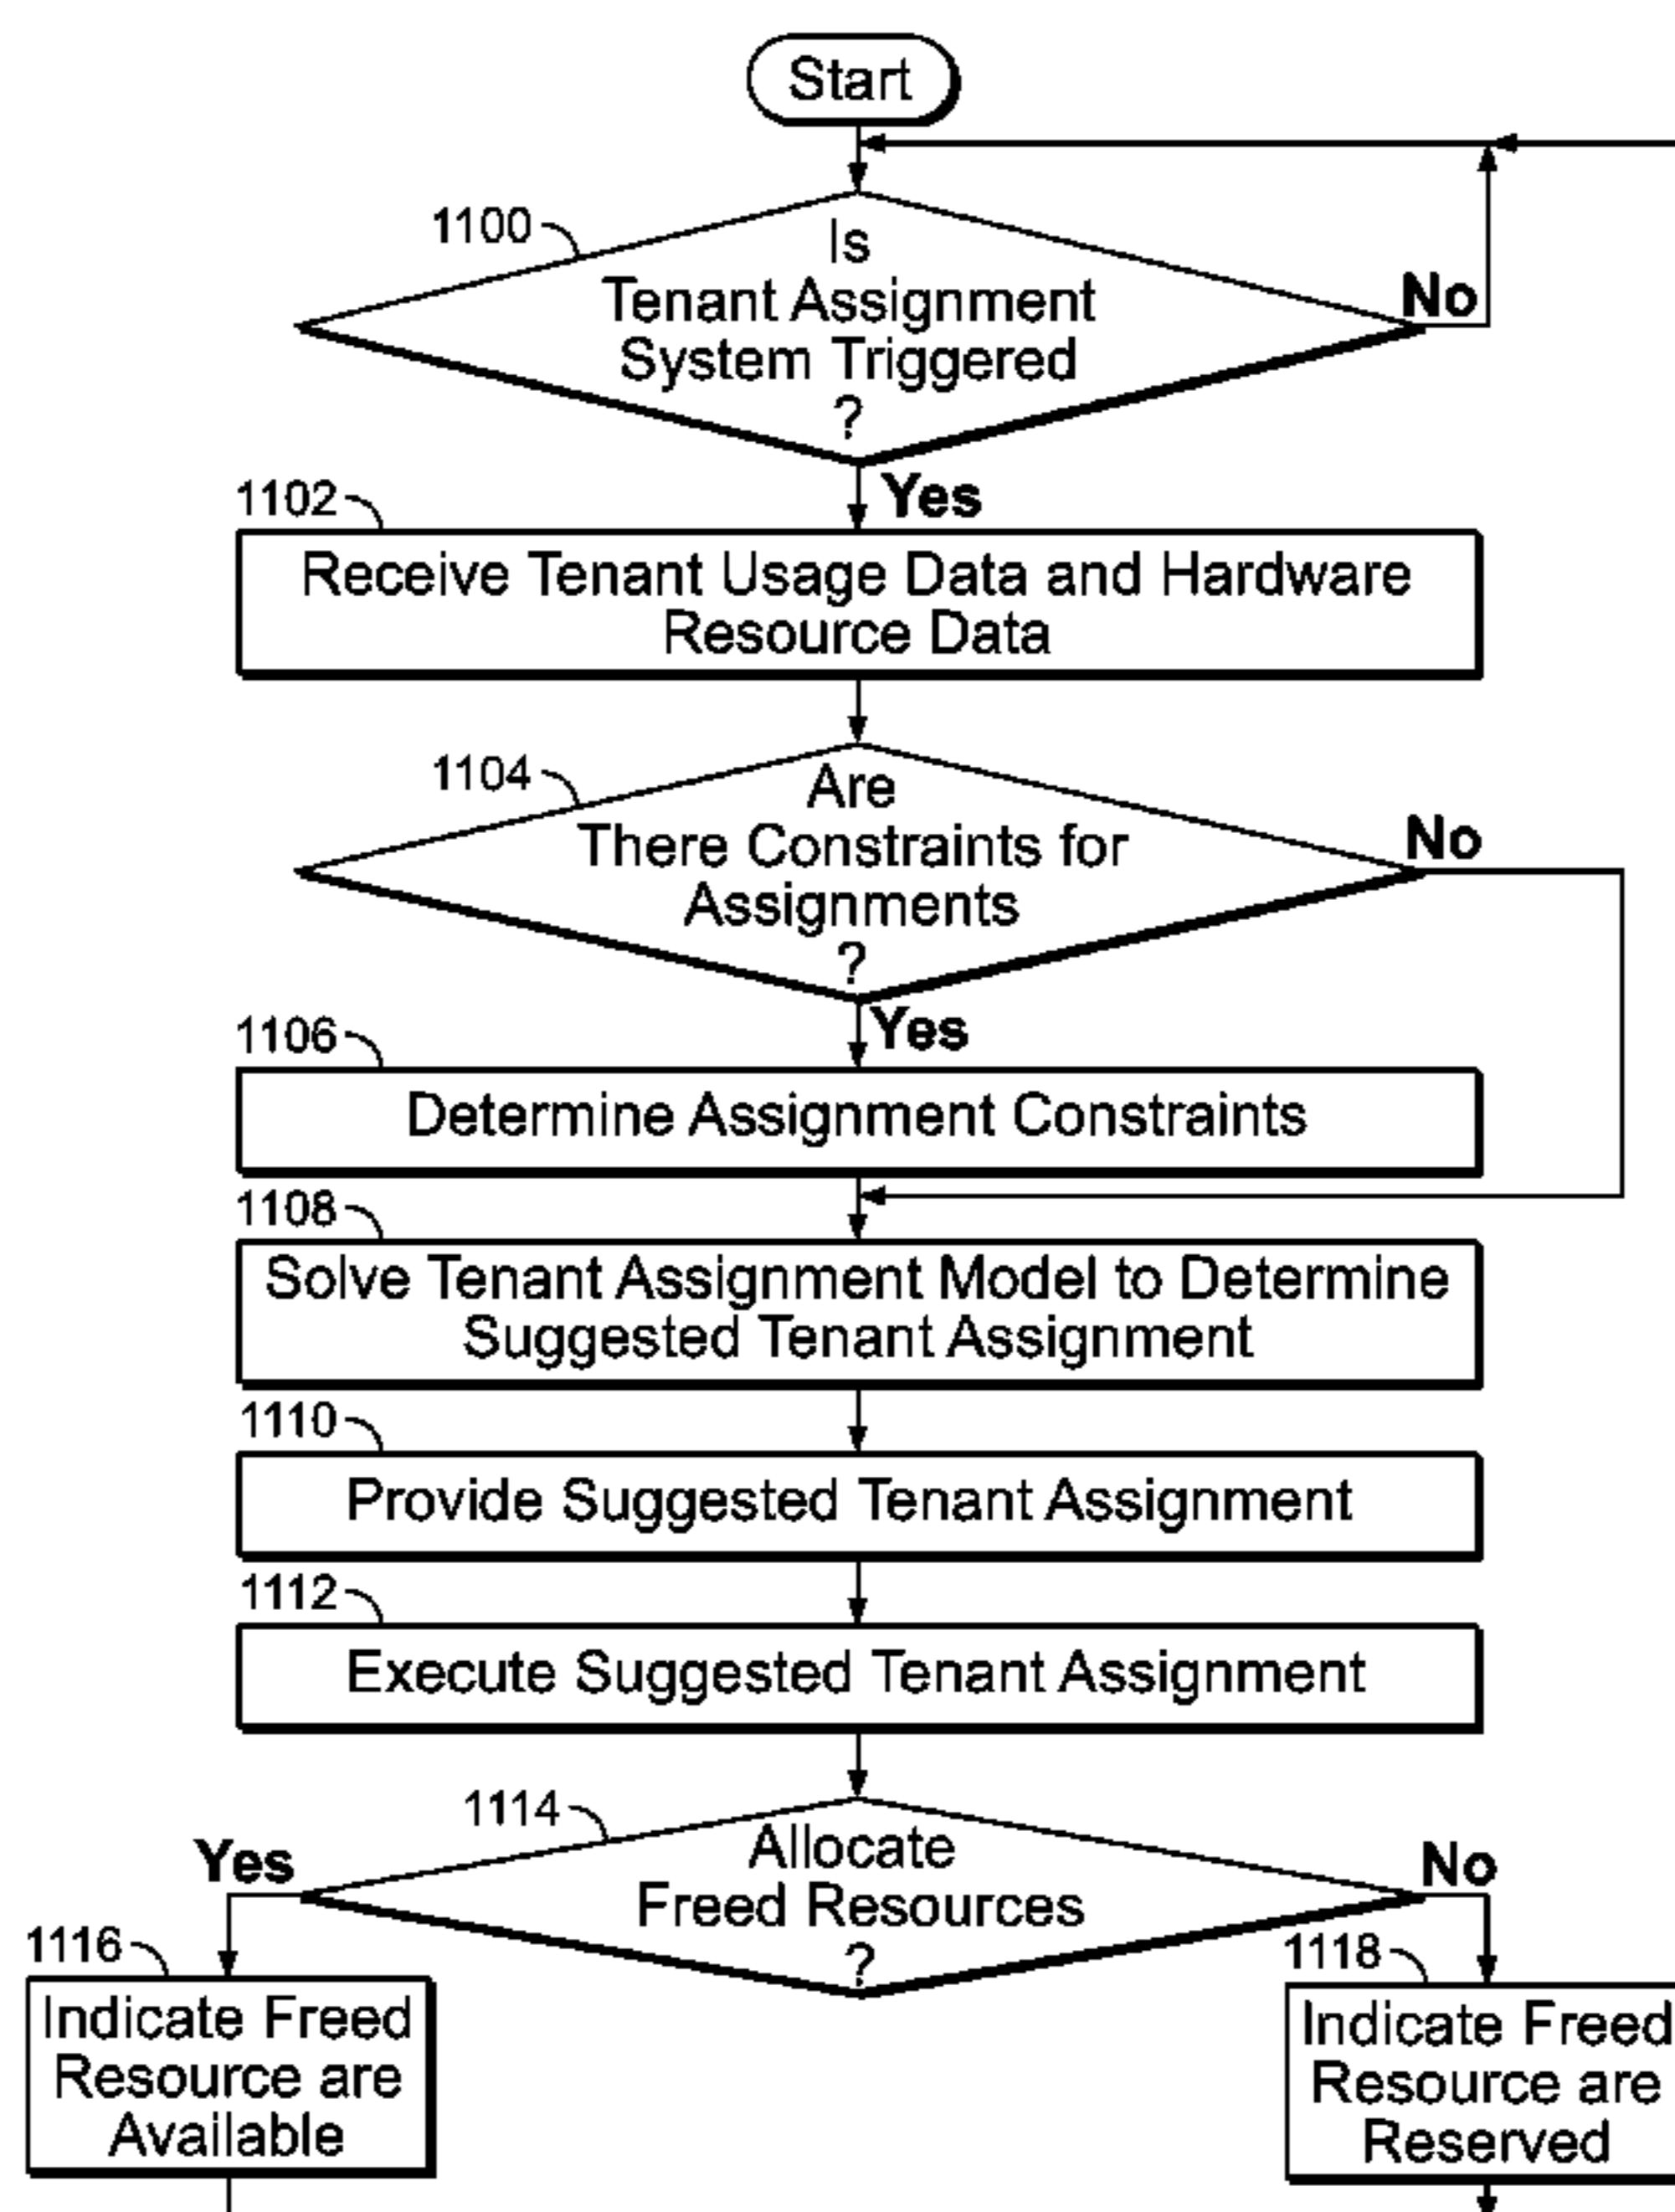 Start
1100
Is
Tenant Assignment
System Triggered
?
No
Yes
1102
Receive Tenant Usage Data and Hardware
Resource Data
1104
Are
There Constraints for
Assignments
?
No
Yes
1106
Determine Assignment Constraints
1108
Solve Tenant Assignment Model to Determine
Suggested Tenant Assignment
1110
Provide Suggested Tenant Assignment
1112
Execute Suggested Tenant Assignment
1114
Allocate
Freed Resources
?
Yes
No
1116
Indicate Freed
Resource are
Available
1118
Indicate Freed
Resource are
Reserved